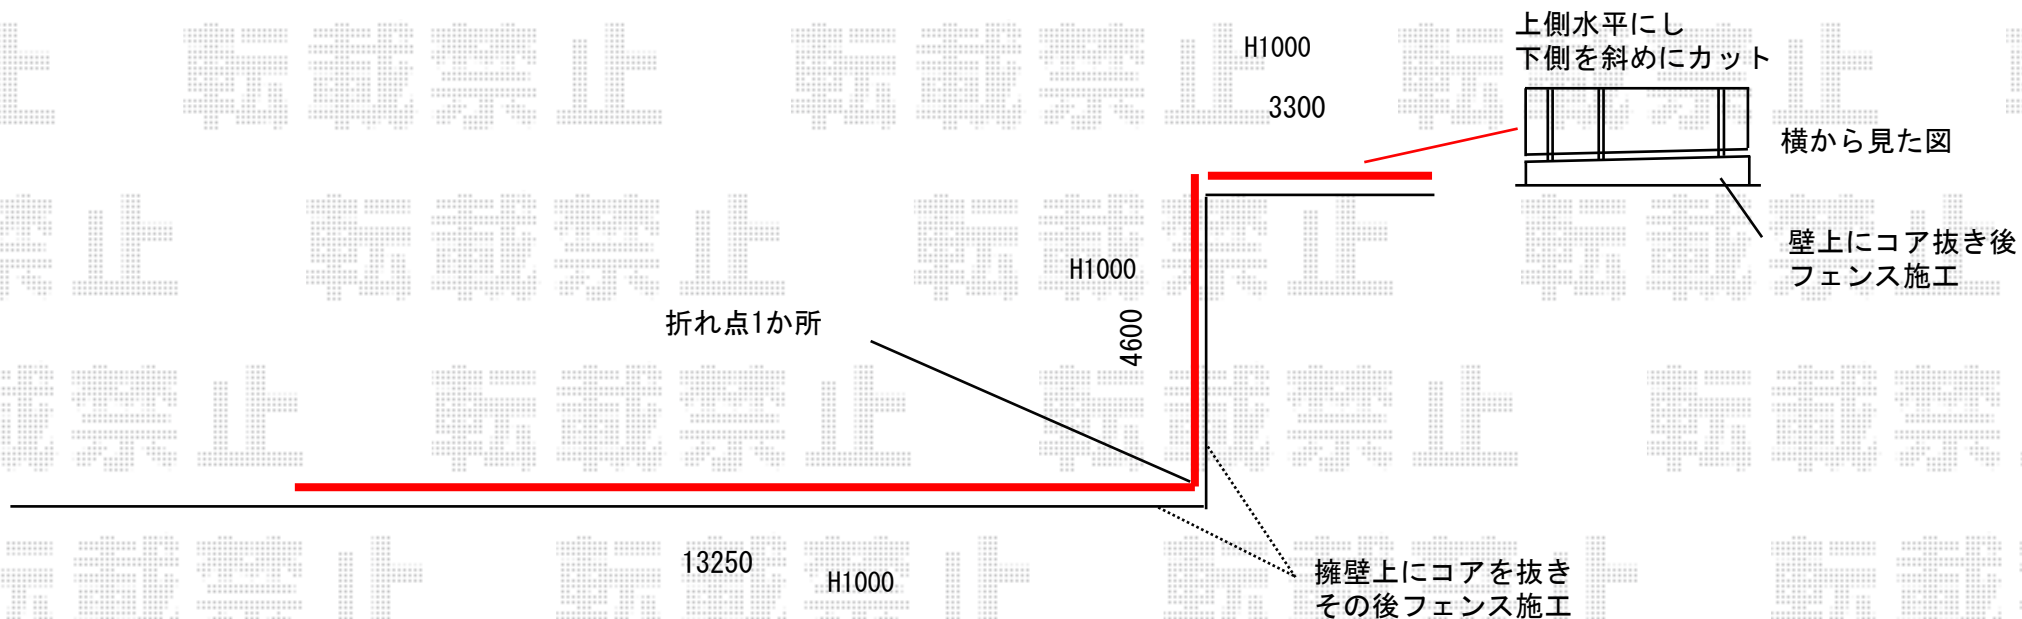 上側水平にし
下側を斜めにカット
H1000
3300
横から見た図
壁上にコア抜き後
フェンス施工
H1000
4600
折れ点1か所
13250
H1000
擁壁上にコアを抜き
その後フェンス施工
転載禁止